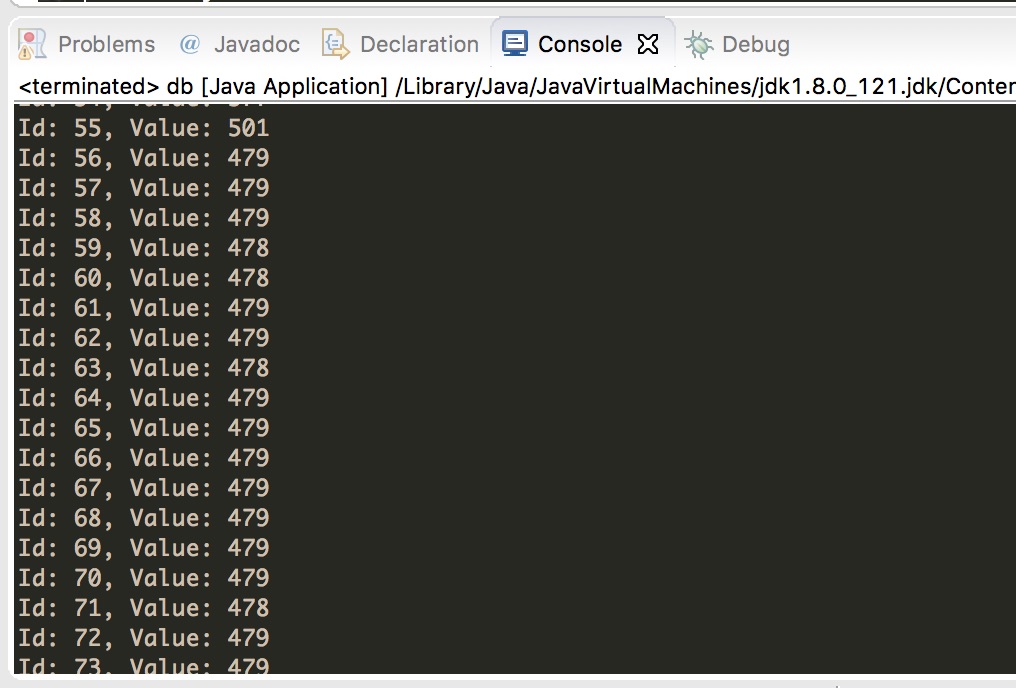 Problems @ Javadoc Declaration Console Debug
<terminated> db [Java Application] /Library/Java/JavaVirtualMachines/jdk1.8.0_121.jdk/Conter
Id: 55, Value: 501
Id: 56, Value: 479
Id: 57, Value: 479
Id: 58, Value: 479
Id: 59, Value: 478
Id: 60, Value: 478
Id: 61, Value: 479
Id: 62, Value: 479
Id: 63, Value: 478
Id: 64, Value: 479
Id: 65, Value: 479
Id: 66, Value: 479
Id: 67, Value: 479
Id: 68, Value: 479
Id: 69, Value: 479
Id: 70, Value: 479
Id: 71, Value: 478
Id: 72, Value: 479
Id: 73, Value: 479